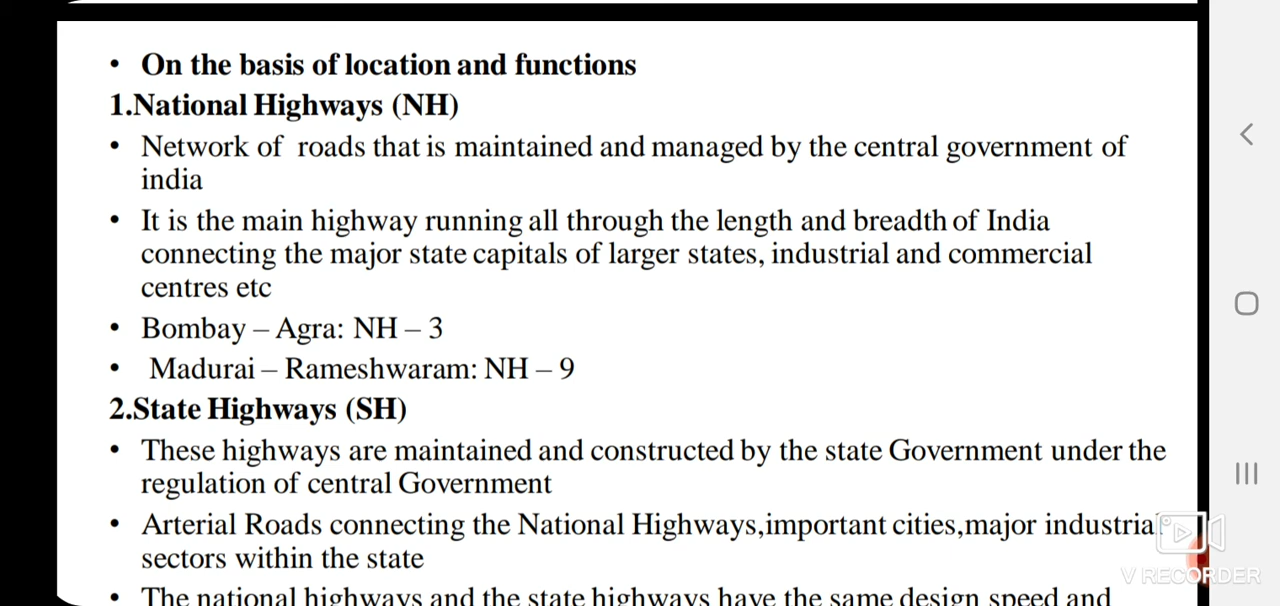 • On the basis of location and functions
1.National Highways (NH)
• Network of  roads that is maintained and managed by the central government of
india
• It is the main highway running all through the length and breadth of India
connecting the major state capitals of larger states, industrial and commercial
centres etc
• Bombay – Agra: NH – 3
•  Madurai – Rameshwaram: NH – 9
2.State Highways (SH)
• These highways are maintained and constructed by the state Government under the
regulation of central Government
• Arterial Roads connecting the National Highways,important cities,major industrial
sectors within the state
• The national highways and the state highways have the same design speed and
V RECORDER